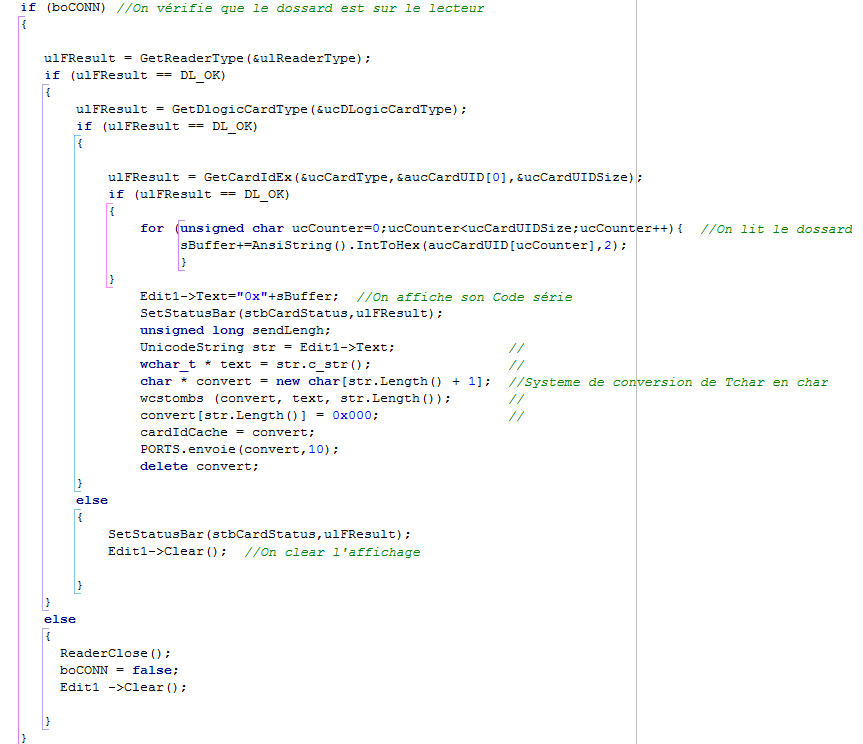 if (boCONN) //On vérifie que le dossard est sur le lecteur
{
ulFResult = GetReaderType(&ulReaderType);
if (ulFResult == DL_OK)
{
ulFResult = GetDlogicCardType(&ucDLogicCardType);
if (ulFResult == DL_OK)
{
ulFResult = GetCardIdEx(&ucCardType,&aucCardUID[0],&ucCardUIDSize);
if (ulFResult == DL_OK)
{
for (unsigned char ucCounter=0;ucCounter<ucCardUIDSize;ucCounter++){ //On lit le dossard
sBuffer+=AnsiString().IntToHex(aucCardUID[ucCounter],2);
}
}
Edit1->Text="0x"+sBuffer; //On affiche son Code série
SetStatusBar(stbCardStatus,ulFResult);
unsigned long sendLengh;
UnicodeString str = Edit1->Text; //
wchar_t * text = str.c_str(); //
char * convert = new char[str.Length() + 1]; //Systeme de conversion de Tchar en char
wcstombs (convert, text, str.Length()); //
convert[str.Length()] = 0x000; //
cardIdCache = convert;
PORTS.envoie(convert,10);
delete convert;
}
else
{
SetStatusBar(stbCardStatus,ulFResult);
Edit1->Clear(); //On clear l'affichage
}
}
else
{
ReaderClose();
boCONN = false;
Edit1 ->Clear();
}
}